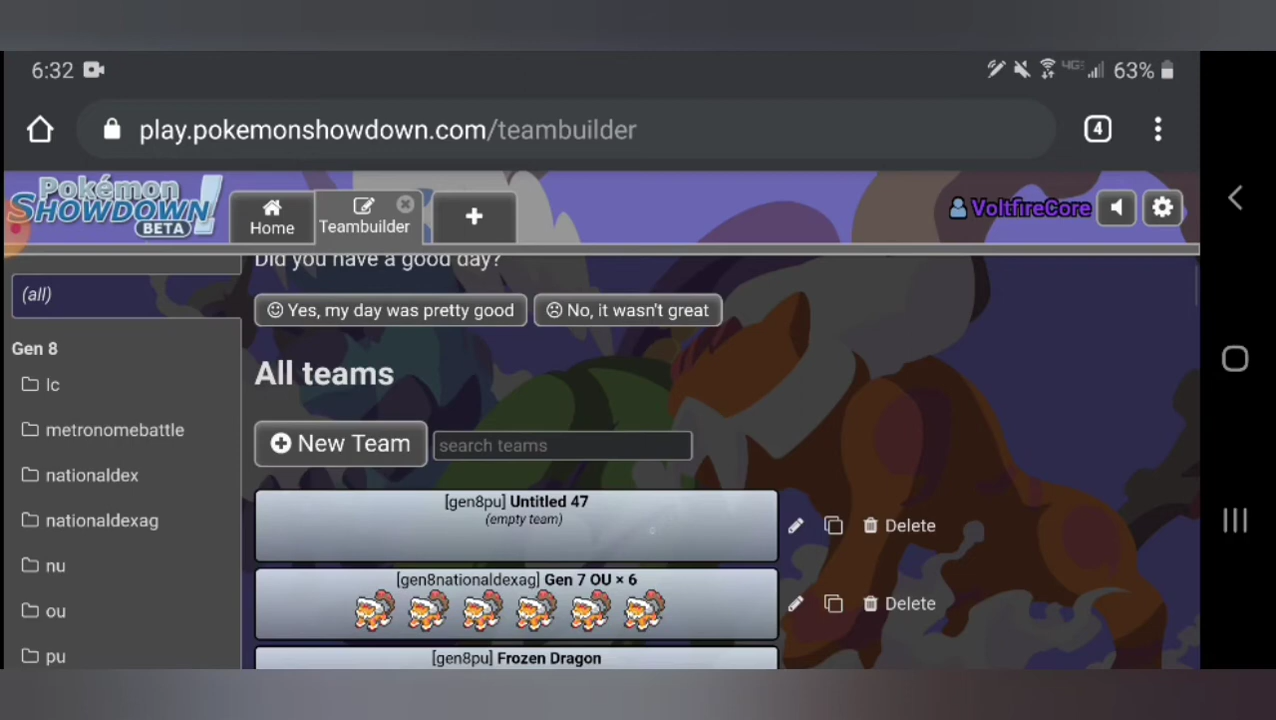 6:32
4G
63%
play.pokemonshowdown.com/teambuilder
4
Pokémon
SHOWDOWN!
BETA
Home
Teambuilder
VoltfireCore
(all)
Gen 8
lc
metronomebattle
nationaldex
nationaldexag
nu
ou
pu
Did you have a good day?
Yes, my day was pretty good
No, it wasn't great
All teams
New Team
search teams
[gen8pu] Untitled 47
(empty team)
Delete
[gen8nationaldexag] Gen 7 OU × 6
Delete
[gen8pu] Frozen Dragon